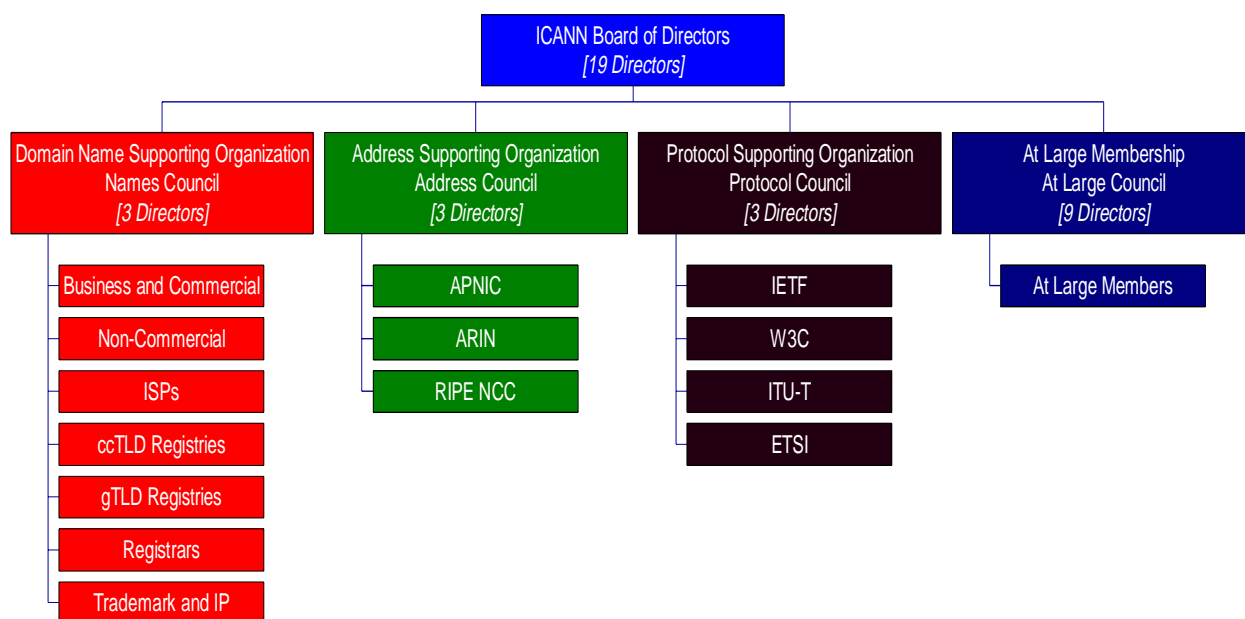 ICANN Board of Directors
[19 Directors]
Domain Name Supporting Organization
Names Council
[3 Directors]
Business and Commercial
Non-Commercial
ISPs
ccTLD Registries
gTLD Registries
Registrars
Trademark and IP
Address Supporting Organization
Address Council
[3 Directors]
APNIC
ARIN
RIPE NCC
Protocol Supporting Organization
Protocol Council
[3 Directors]
IETF
W3C
ITU-T
ETSI
At Large Membership
At Large Council
[9 Directors]
At Large Members